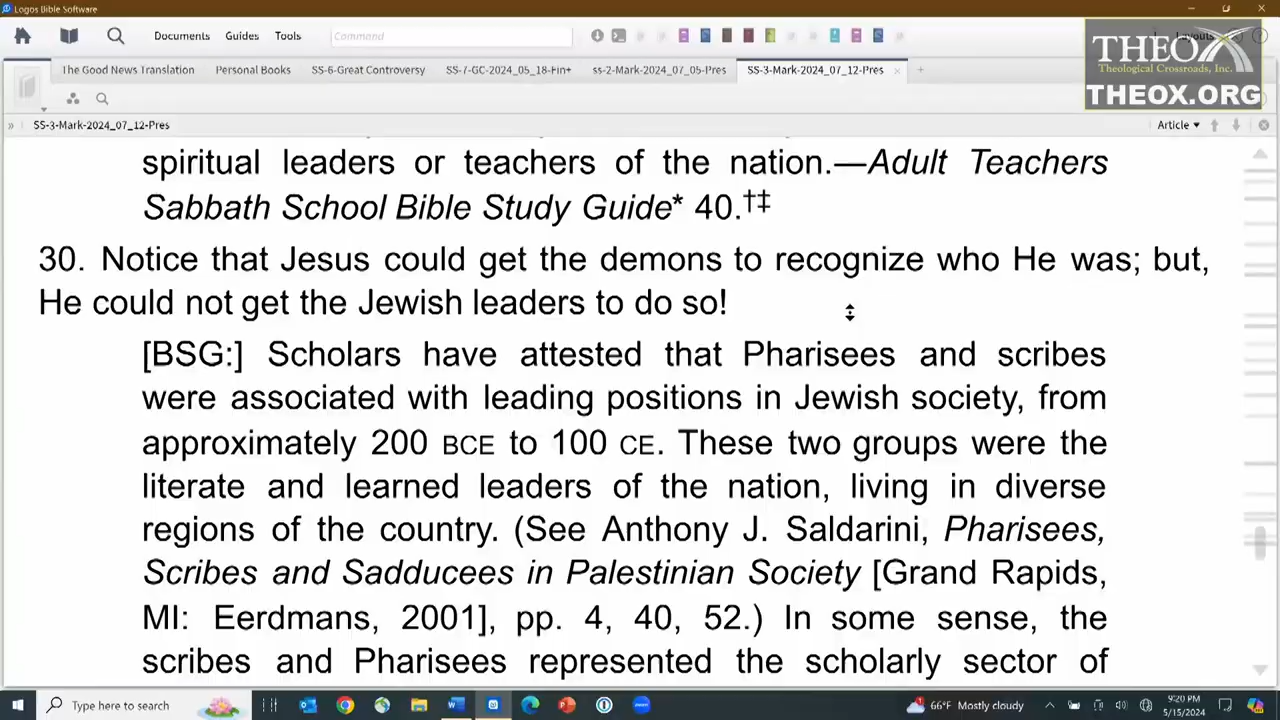 Logos Bible Software
Documents Guides Tools Command
THEOX
Theological Crossroads, Inc.
THEOX.ORG
The Good News Translation Personal Books SS-6-Great Controvers 05_18-Fin+ ss-2-Mark-2024_07_05-Pres SS-3-Mark-2024_07_12-Pres
SS-3-Mark-2024_07_12-Pres Article
spiritual leaders or teachers of the nation.—Adult Teachers
Sabbath School Bible Study Guide* 40.†‡
30. Notice that Jesus could get the demons to recognize who He was; but,
He could not get the Jewish leaders to do so!
[BSG:] Scholars have attested that Pharisees and scribes
were associated with leading positions in Jewish society, from
approximately 200 BCE to 100 CE. These two groups were the
literate and learned leaders of the nation, living in diverse
regions of the country. (See Anthony J. Saldarini, Pharisees,
Scribes and Sadducees in Palestinian Society [Grand Rapids,
MI: Eerdmans, 2001], pp. 4, 40, 52.) In some sense, the
scribes and Pharisees represented the scholarly sector of
Type here to search 66°F Mostly cloudy 9:20 PM
5/15/2024